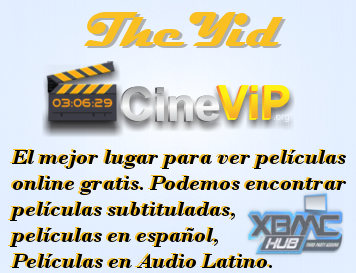 TheYid
03:06:29
CineViP
.org
El mejor lugar para ver películas
online gratis. Podemos encontrar
películas subtituladas,
películas en español,
Películas en Audio Latino.
XBMC
HUB